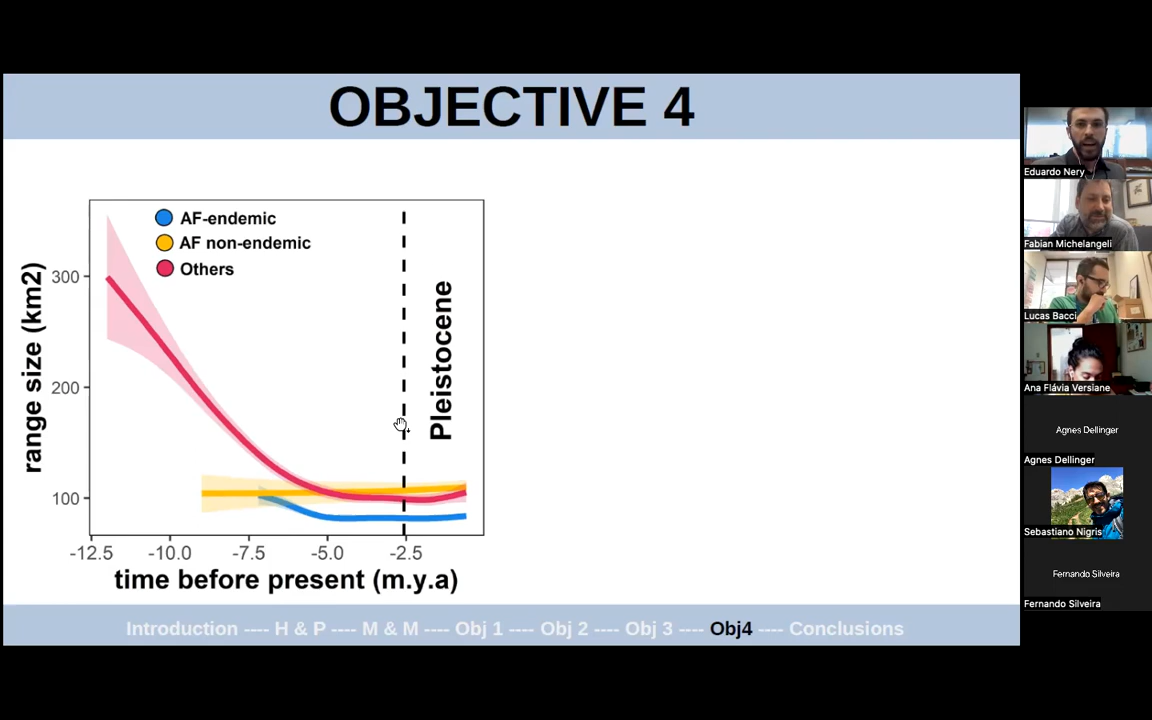 OBJECTIVE 4
AF-endemic
AF non-endemic
Others
300
200
100
range size (km2)
Pleistocene
-12.5 -10.0 -7.5 -5.0 -2.5
time before present (m.y.a)
Introduction ---- H & P ---- M & M ---- Obj 1 ---- Obj 2 ---- Obj 3 ---- Obj4 ---- Conclusions
Eduardo Nery
Fabian Michelangeli
Lucas Bacci
Ana Flávia Versiane
Agnes Dellinger
Agnes Dellinger
Sebastiano Nigris
Fernando Silveira
Fernando Silveira